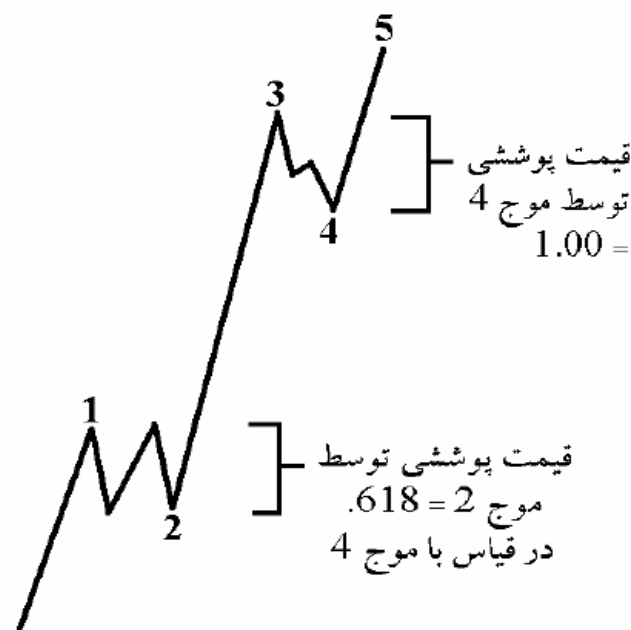 5
3
قیمت پوششی
توسط موج 4
1.00 =
4
1
قیمت پوششی توسط
موج 2 = 618.
در قیاس با موج 4
2